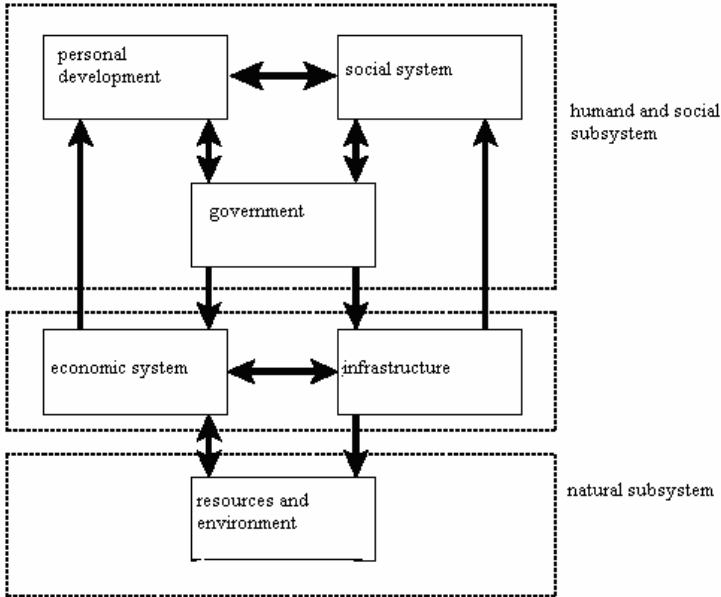 personal
development
social system
humand and social
subsystem
government
economic system
infrastructure
resources and
environment
natural subsystem